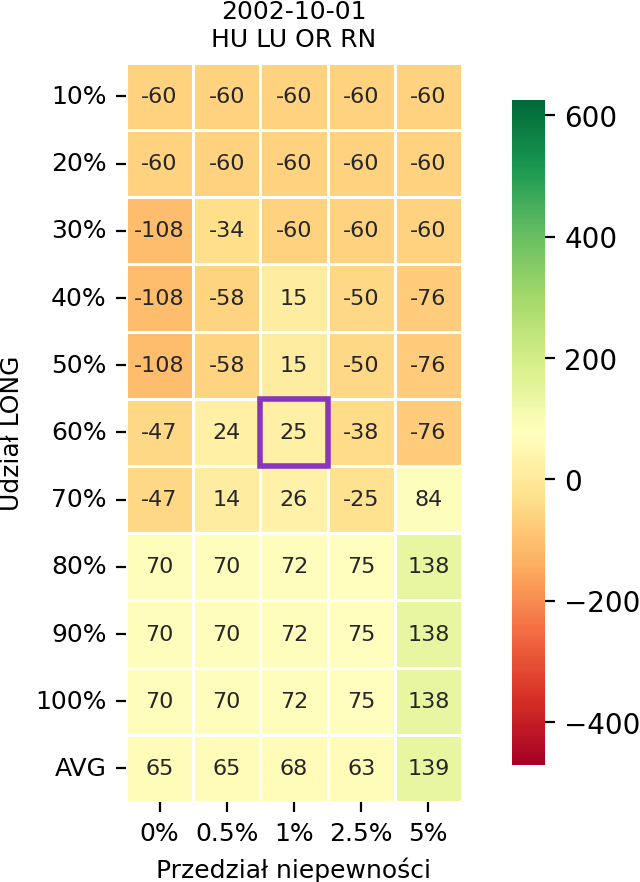 2002-10-01
HU LU OR RN
Udział LONG
10% -60 -60 -60 -60 -60
20% -60 -60 -60 -60 -60
30% -108 -34 -60 -60 -60
40% -108 -58 15 -50 -76
50% -108 -58 15 -50 -76
60% -47 24 25 -38 -76
70% -47 14 26 -25 84
80% 70 70 72 75 138
90% 70 70 72 75 138
100% 70 70 72 75 138
AVG 65 65 68 63 139
0% 0.5% 1% 2.5% 5%
Przedział niepewności
600
400
200
0
−200
−400